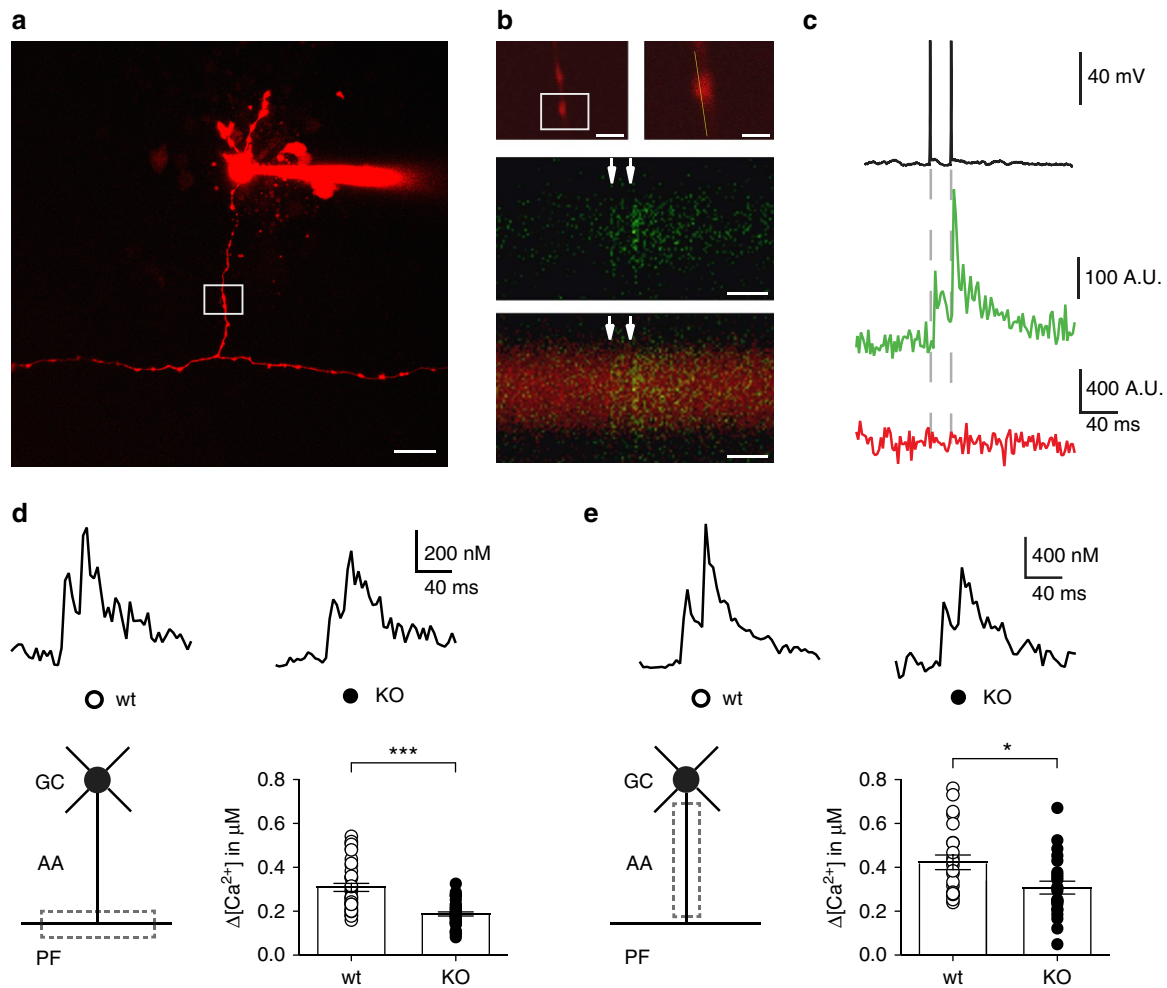 a
b
c
40 mV
100 A.U.
400 A.U.
40 ms
d
200 nM
40 ms
wt
KO
GC
AA
PF
***
Δ[Ca²⁺] in μM
0.8
0.6
0.4
0.2
0.0
wt
KO
e
400 nM
40 ms
wt
KO
GC
AA
PF
*
Δ[Ca²⁺] in μM
0.8
0.6
0.4
0.2
0.0
wt
KO